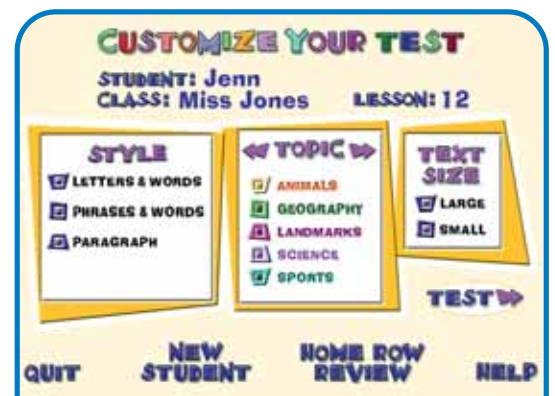 CUSTOMIZE YOUR TEST
STUDENT: Jenn
CLASS: Miss Jones LESSON: 12
STYLE
LETTERS & WORDS
PHRASES & WORDS
PARAGRAPH
TOPIC
ANIMALS
GEOGRAPHY
LANDMARKS
SCIENCE
SPORTS
TEXT
SIZE
LARGE
SMALL
TEST
QUIT
NEW
STUDENT
HOME ROW
REVIEW
HELP